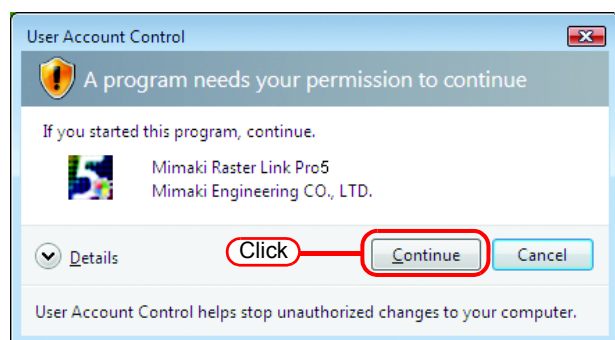 User Account Control
A program needs your permission to continue
If you started this program, continue.
5
Mimaki Raster Link Pro5
Mimaki Engineering CO., LTD.
Details
Click
Continue
Cancel
User Account Control helps stop unauthorized changes to your computer.